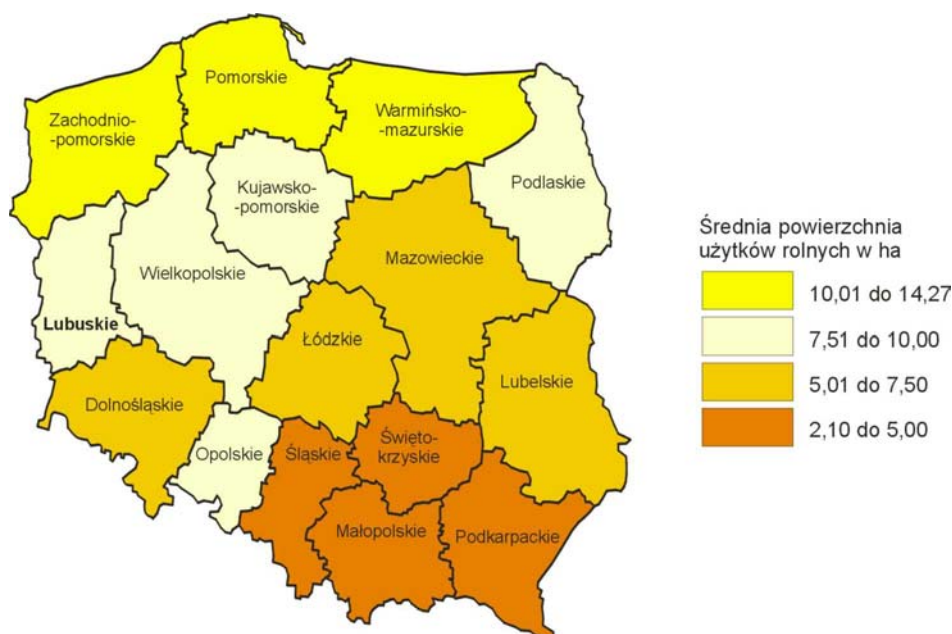 Pomorskie
Zachodnio-
-pomorskie
Warmińsko-
-mazurskie
Kujawsko-
-pomorskie
Podlaskie
Wielkopolskie
Mazowieckie
Lubuskie
Łódzkie
Lubelskie
Dolnośląskie
Opolskie
Śląskie
Święto-
krzyskie
Małopolskie
Podkarpackie
Średnia powierzchnia
użytków rolnych w ha
10,01 do 14,27
7,51 do 10,00
5,01 do 7,50
2,10 do 5,00